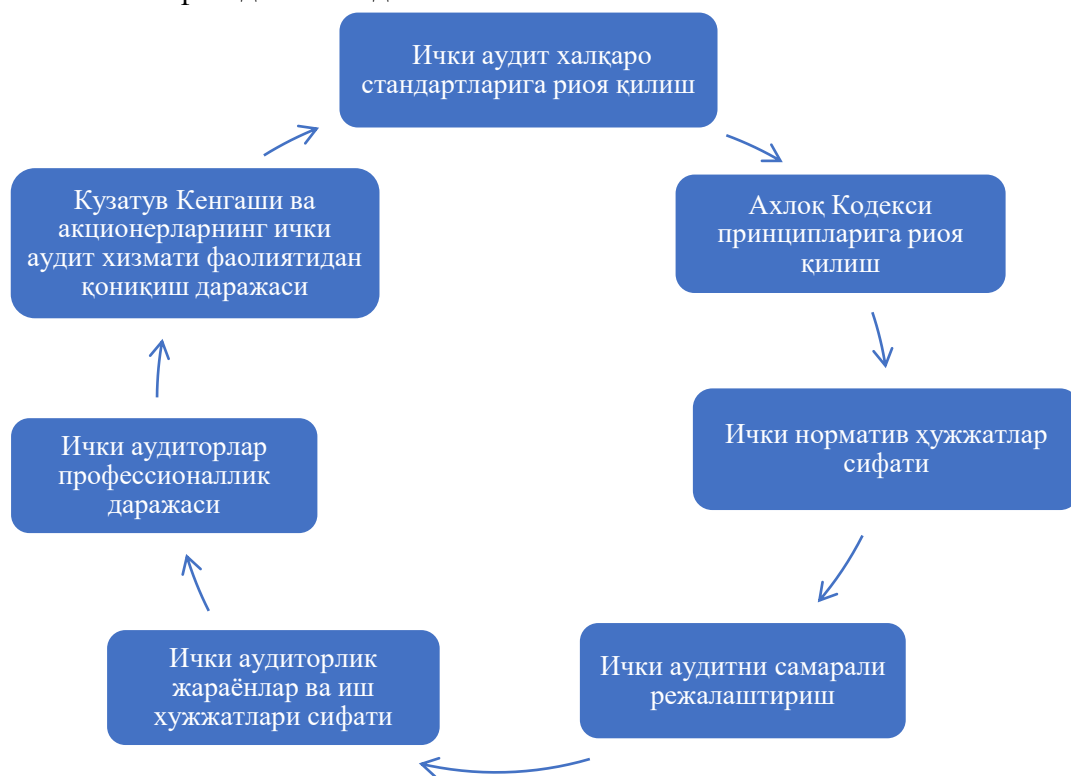 Ички аудит халқаро
стандартларига риоя қилиш
Ахлоқ Кодекси
принципларига риоя
қилиш
Ички норматив ҳужжатлар
сифати
Ички аудитни самарали
режалаштириш
Ички аудиторлик
жараёнлар ва иш
хужжатлари сифати
Ички аудиторлар
профессионаллик
даражаси
Кузатув Кенгаши ва
акционерларнинг ички
аудит хизмати фаолиятидан
қониқиш даражаси